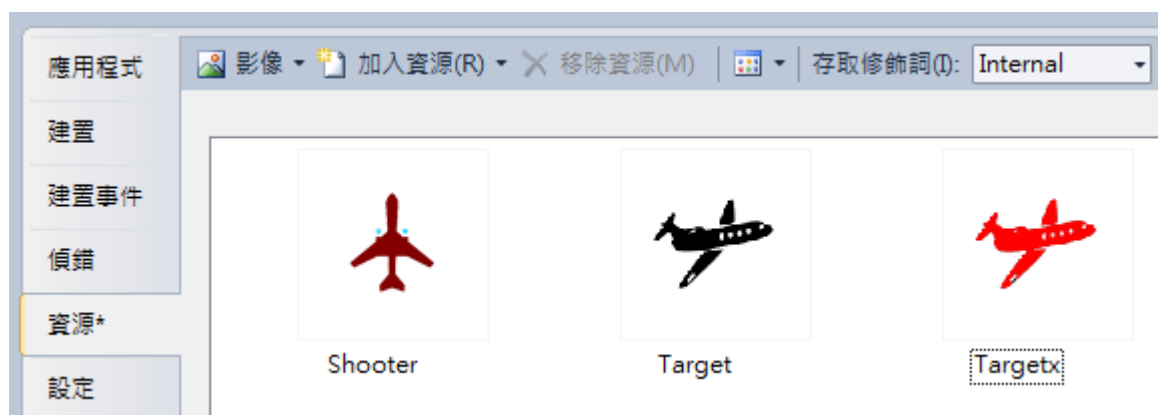 應用程式
影像 加入資源(R) 移除資源(M) 存取修飾詞(I): Internal
建置
建置事件
偵錯
資源*
設定
Shooter Target Targetx